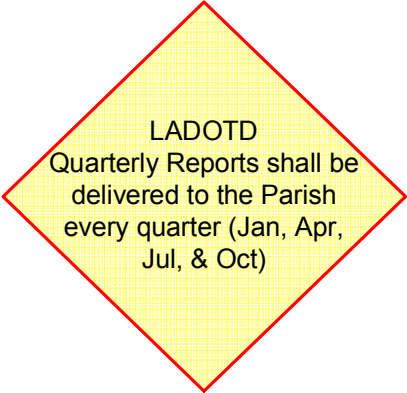 LADOTD
Quarterly Reports shall be
delivered to the Parish
every quarter (Jan, Apr,
Jul, & Oct)